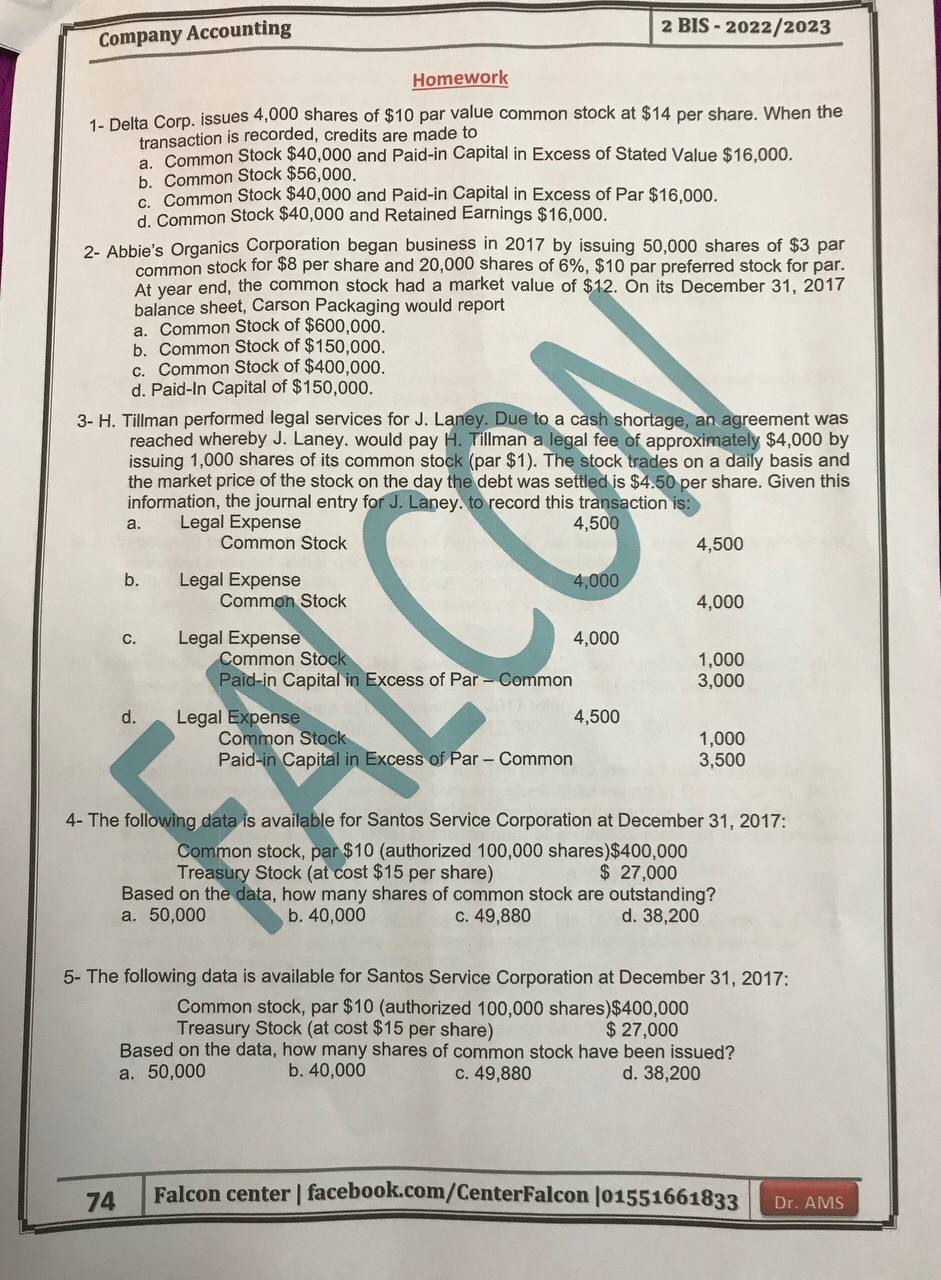 Company Accounting
2 BIS - 2022/2023
Homework
1- Delta Corp. issues 4,000 shares of $10 par value common stock at $14 per share. When the
transaction is recorded, credits are made to
a. Common Stock $40,000 and Paid-in Capital in Excess of Stated Value $16,000.
b. Common Stock $56,000.
c. Common Stock $40,000 and Paid-in Capital in Excess of Par $16,000.
d. Common Stock $40,000 and Retained Earnings $16,000.
2- Abbie's Organics Corporation began business in 2017 by issuing 50,000 shares of $3 par
common stock for $8 per share and 20,000 shares of 6%, $10 par preferred stock for par.
At year end, the common stock had a market value of $12. On its December 31, 2017
balance sheet, Carson Packaging would report
a. Common Stock of $600,000.
b. Common Stock of $150,000.
c. Common Stock of $400,000.
d. Paid-In Capital of $150,000.
3- H. Tillman performed legal services for J. Laney. Due to a cash shortage, an agreement was
reached whereby J. Laney. would pay H. Tillman a legal fee of approximately $4,000 by
issuing 1,000 shares of its common stock (par $1). The stock trades on a daily basis and
the market price of the stock on the day the debt was settled is $4.50 per share. Given this
information, the journal entry for J. Laney. to record this transaction is:
a. Legal Expense 4,500
Common Stock 4,500
b. Legal Expense 4,000
Common Stock 4,000
c. Legal Expense 4,000
Common Stock 1,000
Paid-in Capital in Excess of Par – Common 3,000
d. Legal Expense 4,500
Common Stock 1,000
Paid-in Capital in Excess of Par – Common 3,500
4- The following data is available for Santos Service Corporation at December 31, 2017:
Common stock, par $10 (authorized 100,000 shares)$400,000
Treasury Stock (at cost $15 per share) $ 27,000
Based on the data, how many shares of common stock are outstanding?
a. 50,000 b. 40,000 c. 49,880 d. 38,200
5- The following data is available for Santos Service Corporation at December 31, 2017:
Common stock, par $10 (authorized 100,000 shares)$400,000
Treasury Stock (at cost $15 per share) $ 27,000
Based on the data, how many shares of common stock have been issued?
a. 50,000 b. 40,000 c. 49,880 d. 38,200
FALCON
74 Falcon center | facebook.com/CenterFalcon |01551661833 Dr. AMS